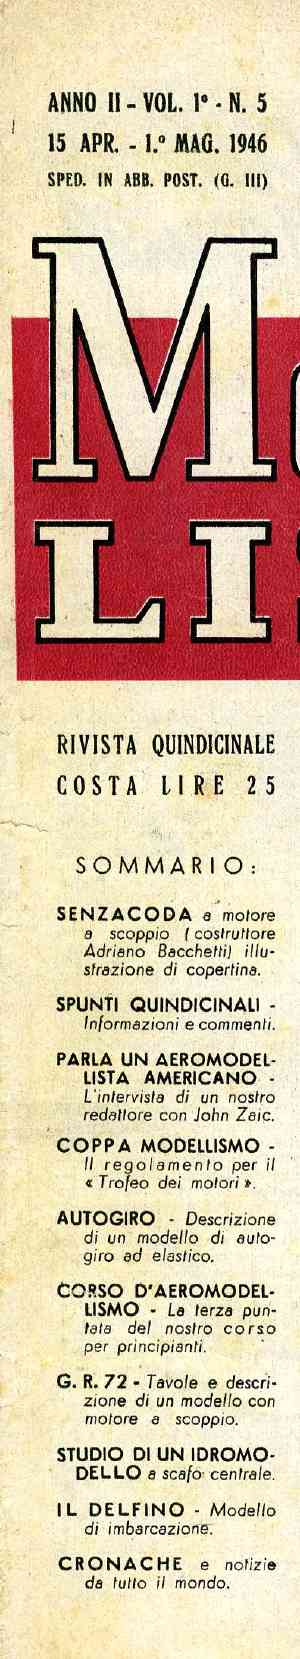 ANNO II - VOL. 1º - N. 5
15 APR. - 1.º MAG. 1946
SPED. IN ABB. POST. (G. III)
M
LI
RIVISTA QUINDICINALE
COSTA LIRE 25
SOMMARIO:
SENZACODA a motore
a scoppio (costruttore
Adriano Bacchetti) illu-
strazione di copertina.
SPUNTI QUINDICINALI -
Informazioni e commenti.
PARLA UN AEROMODEL-
LISTA AMERICANO -
L'intervista di un nostro
redattore con John Zaic.
COPPA MODELLISMO -
Il regolamento per il
« Trofeo dei motori ».
AUTOGIRO - Descrizione
di un modello di auto-
giro ad elastico.
CORSO D'AEROMODEL-
LISMO - La terza pun-
tata del nostro corso
per principianti.
G. R. 72 - Tavole e descri-
zione di un modello con
motore a scoppio.
STUDIO DI UN IDROMO-
DELLO a scafo centrale.
IL DELFINO - Modello
di imbarcazione.
CRONACHE e notizie
da tutto il mondo.